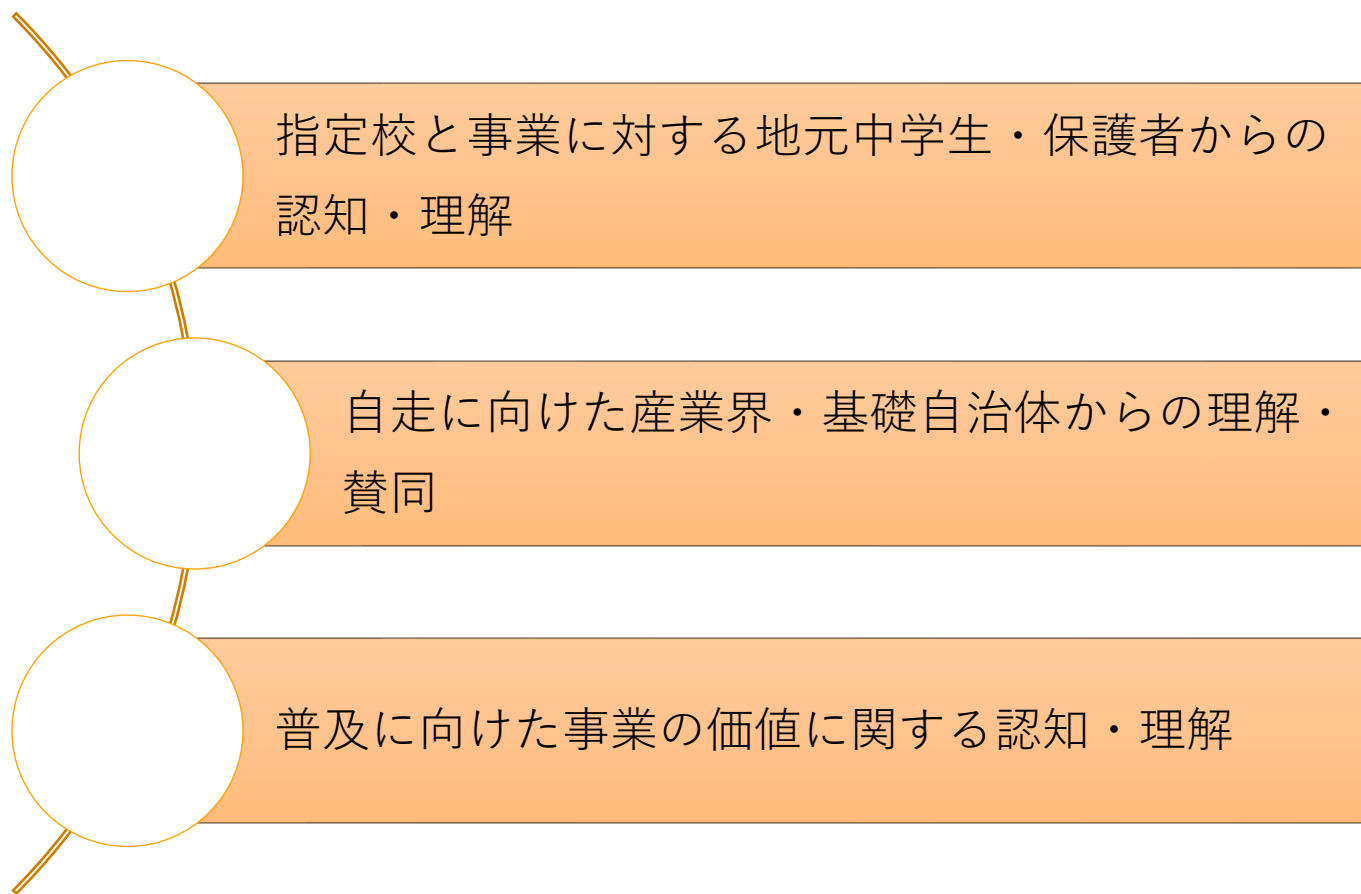 指定校と事業に対する地元中学生・保護者からの
認知・理解
自走に向けた産業界・基礎自治体からの理解・
賛同
普及に向けた事業の価値に関する認知・理解